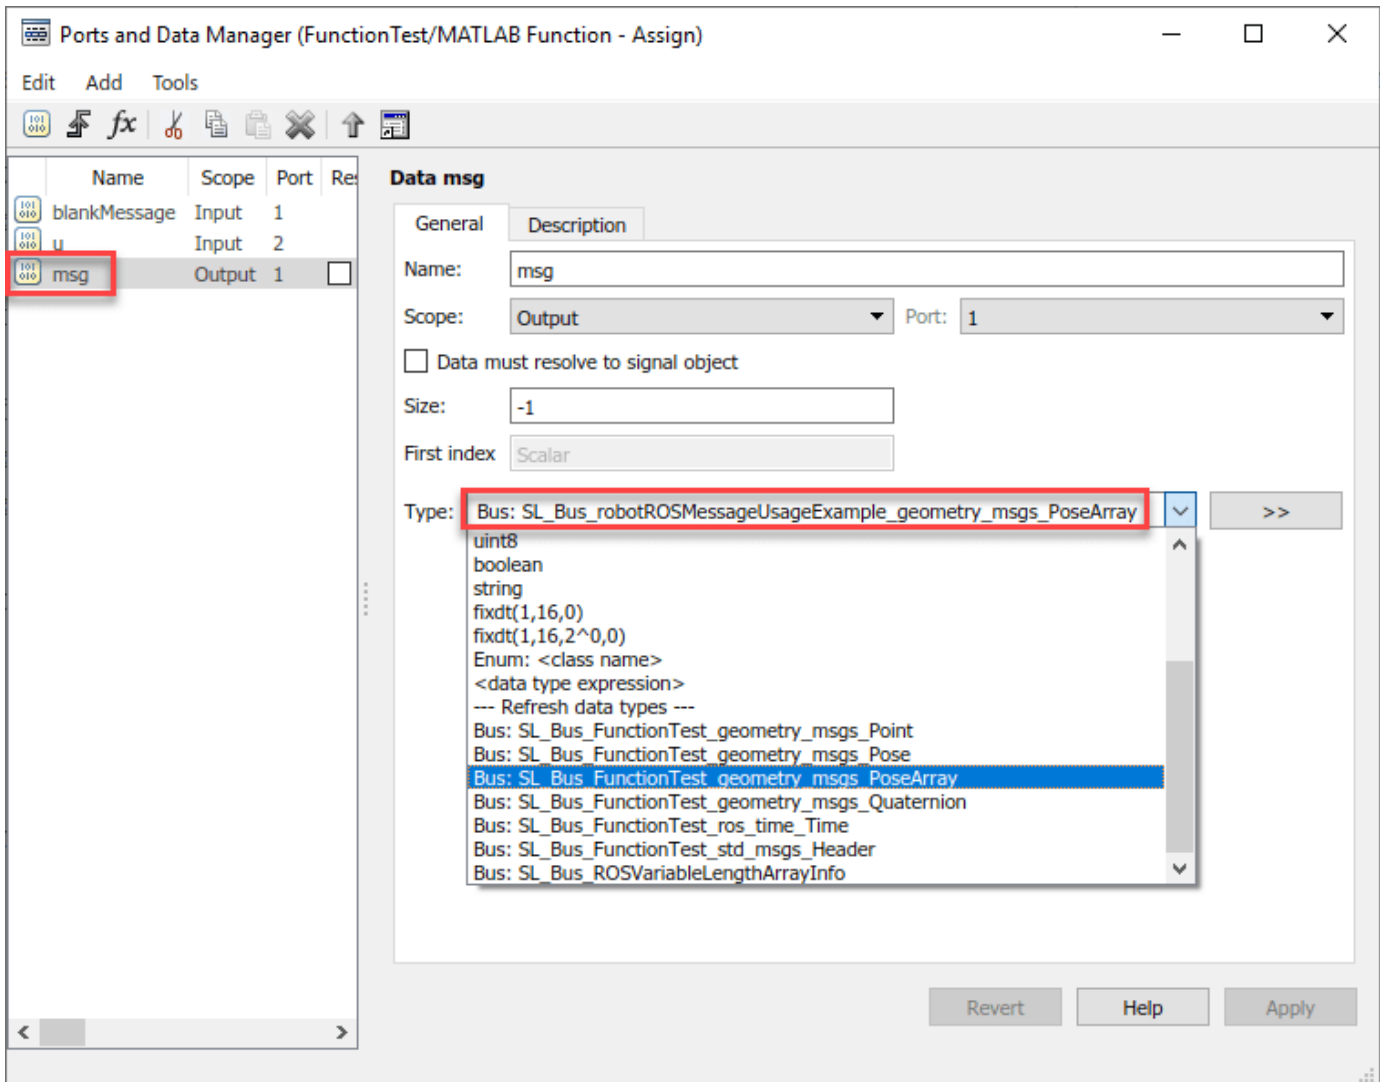 Ports and Data Manager (FunctionTest/MATLAB Function - Assign)
Edit Add Tools
fx
Name Scope Port Res
blankMessage Input 1
u Input 2
msg Output 1
Data msg
General Description
Name: msg
Scope: Output Port: 1
Data must resolve to signal object
Size: -1
First index Scalar
Type: Bus: SL_Bus_robotROSMessageUsageExample_geometry_msgs_PoseArray >>
uint8
boolean
string
fixdt(1,16,0)
fixdt(1,16,2^0,0)
Enum: <class name>
<data type expression>
--- Refresh data types ---
Bus: SL_Bus_FunctionTest_geometry_msgs_Point
Bus: SL_Bus_FunctionTest_geometry_msgs_Pose
Bus: SL_Bus_FunctionTest_geometry_msgs_PoseArray
Bus: SL_Bus_FunctionTest_geometry_msgs_Quaternion
Bus: SL_Bus_FunctionTest_ros_time_Time
Bus: SL_Bus_FunctionTest_std_msgs_Header
Bus: SL_Bus_ROSVariableLengthArrayInfo
Revert Help Apply